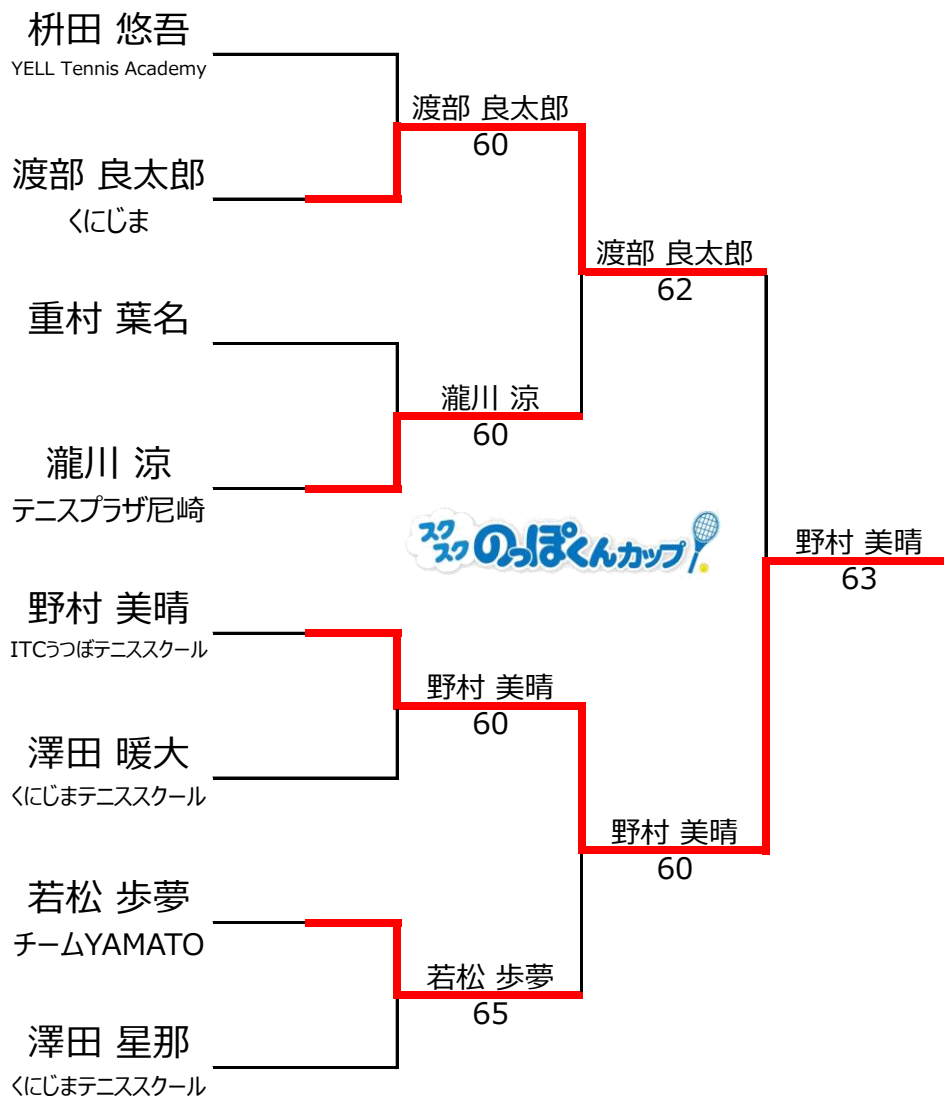 枡田 悠吾
YELL Tennis Academy
渡部 良太郎
60
渡部 良太郎
くにじま
渡部 良太郎
62
重村 葉名
瀧川 涼
60
瀧川 涼
テニスプラザ尼崎
スクスク のっぽくんカップ
野村 美晴
63
野村 美晴
ITCうつぼテニススクール
野村 美晴
60
澤田 暖大
くにじまテニススクール
野村 美晴
60
若松 歩夢
チームYAMATO
若松 歩夢
65
澤田 星那
くにじまテニススクール